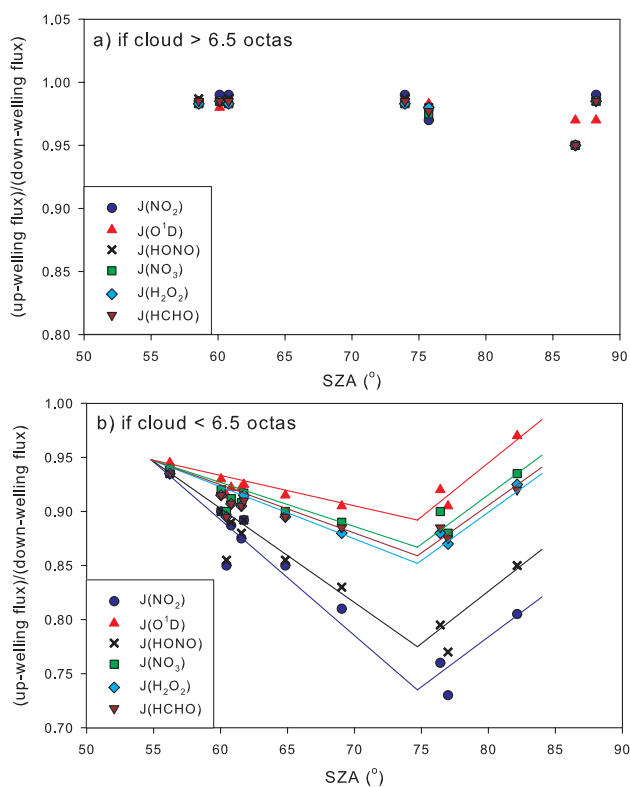 a) if cloud > 6.5 octas
(up-welling flux)/(down-welling flux)
1.00
0.95
0.90
0.85
0.80
J(NO₂)
J(O¹D)
J(HONO)
J(NO₃)
J(H₂O₂)
J(HCHO)
50 55 60 65 70 75 80 85 90
SZA (°)
b) if cloud < 6.5 octas
(up-welling flux)/(down-welling flux)
1.00
0.95
0.90
0.85
0.80
0.75
0.70
J(NO₂)
J(O¹D)
J(HONO)
J(NO₃)
J(H₂O₂)
J(HCHO)
50 55 60 65 70 75 80 85 90
SZA (°)